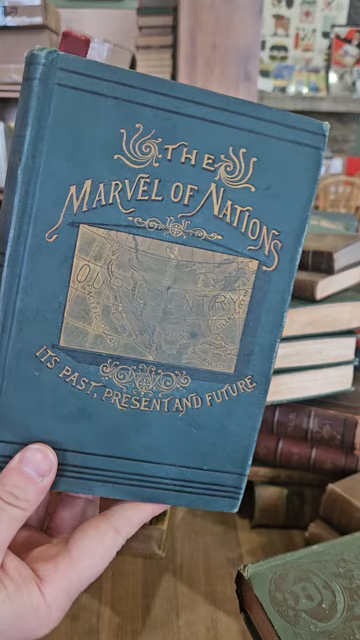 THE
MARVEL OF NATIONS
OUR COUNTRY
ITS PAST, PRESENT AND FUTURE